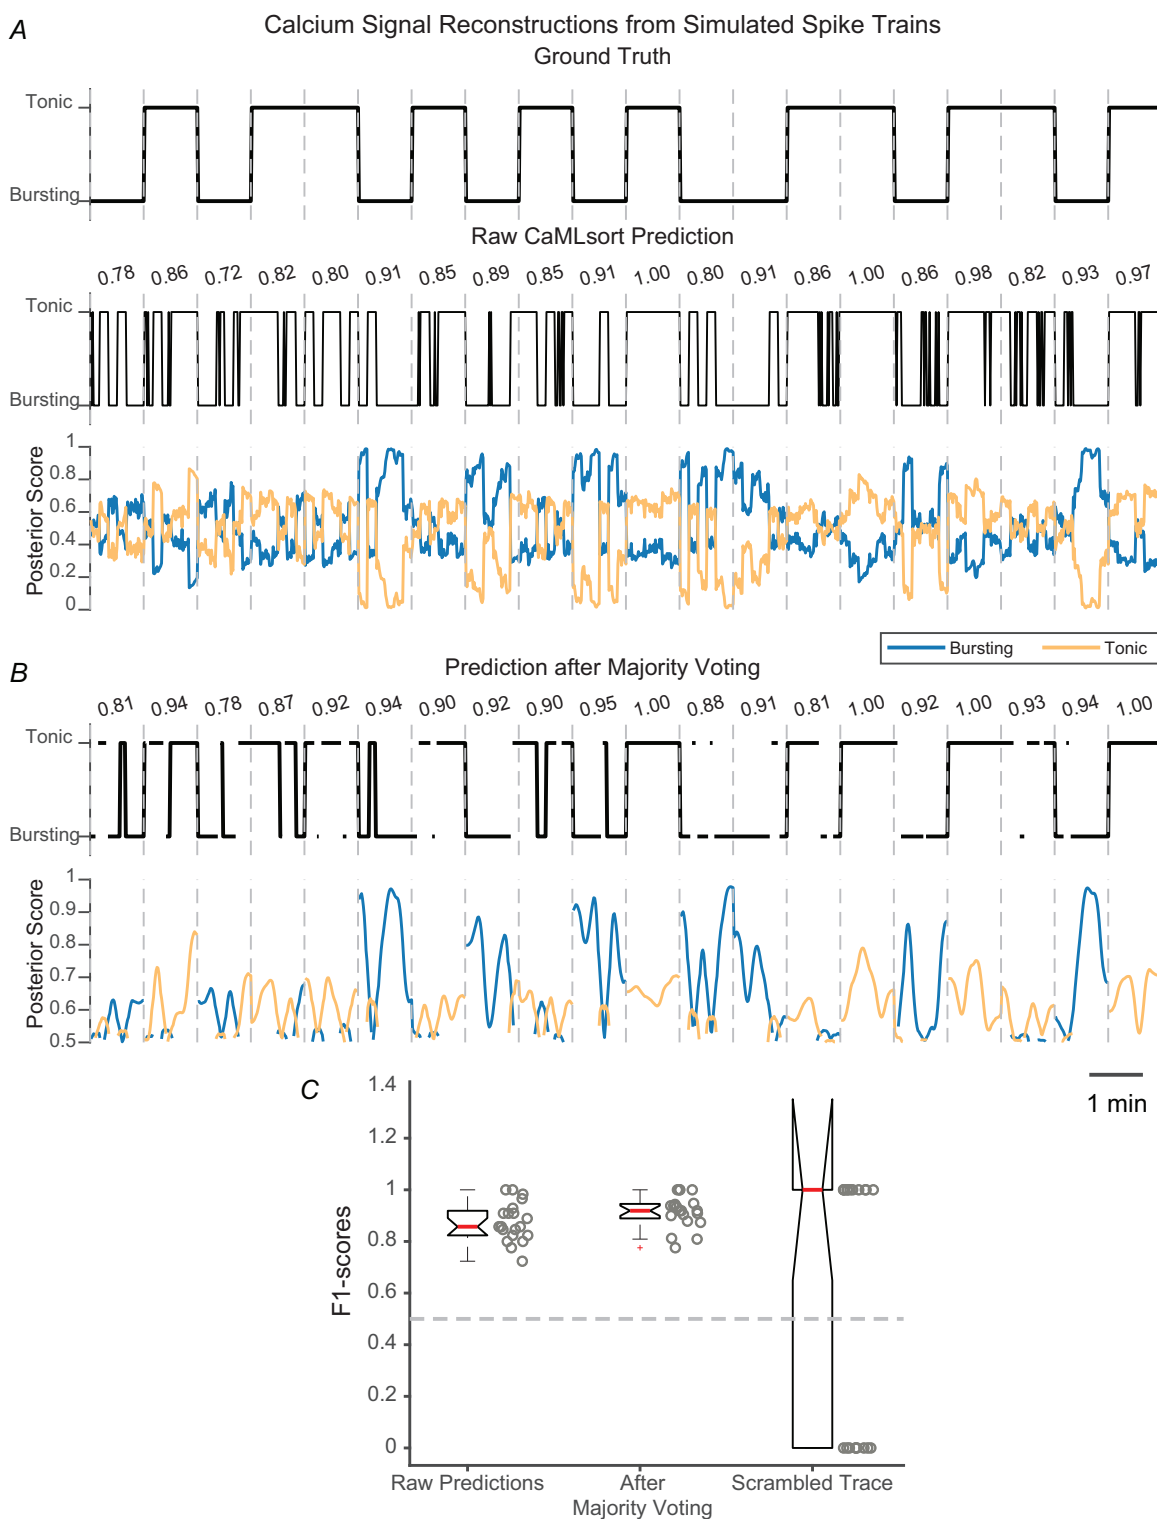 A
Calcium Signal Reconstructions from Simulated Spike Trains
Ground Truth
Tonic
Bursting
Raw CaMLsort Prediction
0.78 0.86 0.72 0.82 0.80 0.91 0.85 0.89 0.85 0.91 1.00 0.80 0.91 0.86 1.00 0.86 0.98 0.82 0.93 0.97
Tonic
Bursting
Posterior Score
1
0.8
0.6
0.4
0.2
0
Bursting Tonic
B
Prediction after Majority Voting
0.81 0.94 0.78 0.87 0.92 0.94 0.90 0.92 0.90 0.95 1.00 0.88 0.91 0.81 1.00 0.92 1.00 0.93 0.94 1.00
Tonic
Bursting
Posterior Score
1
0.9
0.8
0.7
0.6
0.5
1 min
C
F1-scores
1.4
1.2
1
0.8
0.6
0.4
0.2
0
Raw Predictions
After
Majority Voting
Scrambled Trace